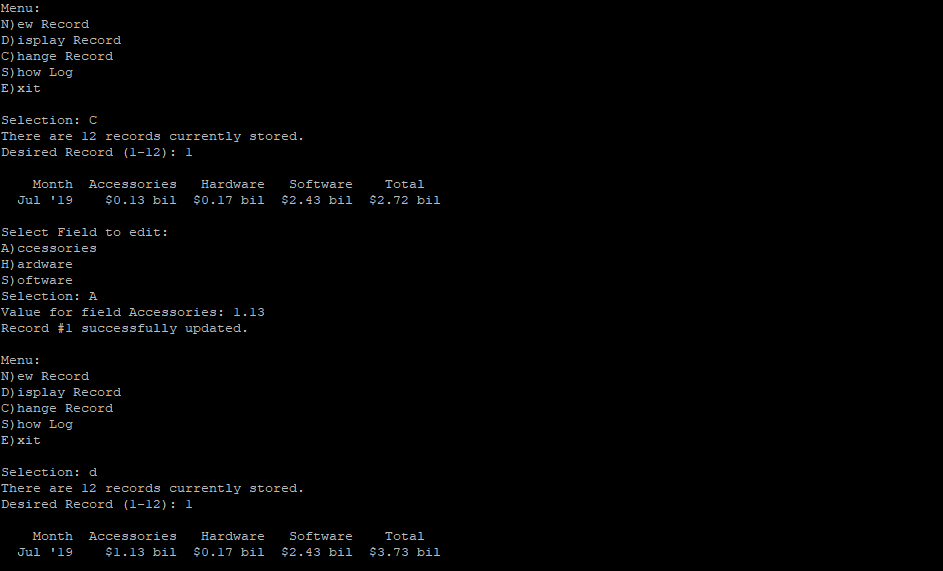 Menu:
N)ew Record
D)isplay Record
C)hange Record
S)how Log
E)xit
Selection: C
There are 12 records currently stored.
Desired Record (1-12): 1
Month Accessories Hardware Software Total
Jul '19 $0.13 bil $0.17 bil $2.43 bil $2.72 bil
Select Field to edit:
A)ccessories
H)ardware
S)oftware
Selection: A
Value for field Accessories: 1.13
Record #1 successfully updated.
Menu:
N)ew Record
D)isplay Record
C)hange Record
S)how Log
E)xit
Selection: d
There are 12 records currently stored.
Desired Record (1-12): 1
Month Accessories Hardware Software Total
Jul '19 $1.13 bil $0.17 bil $2.43 bil $3.73 bil